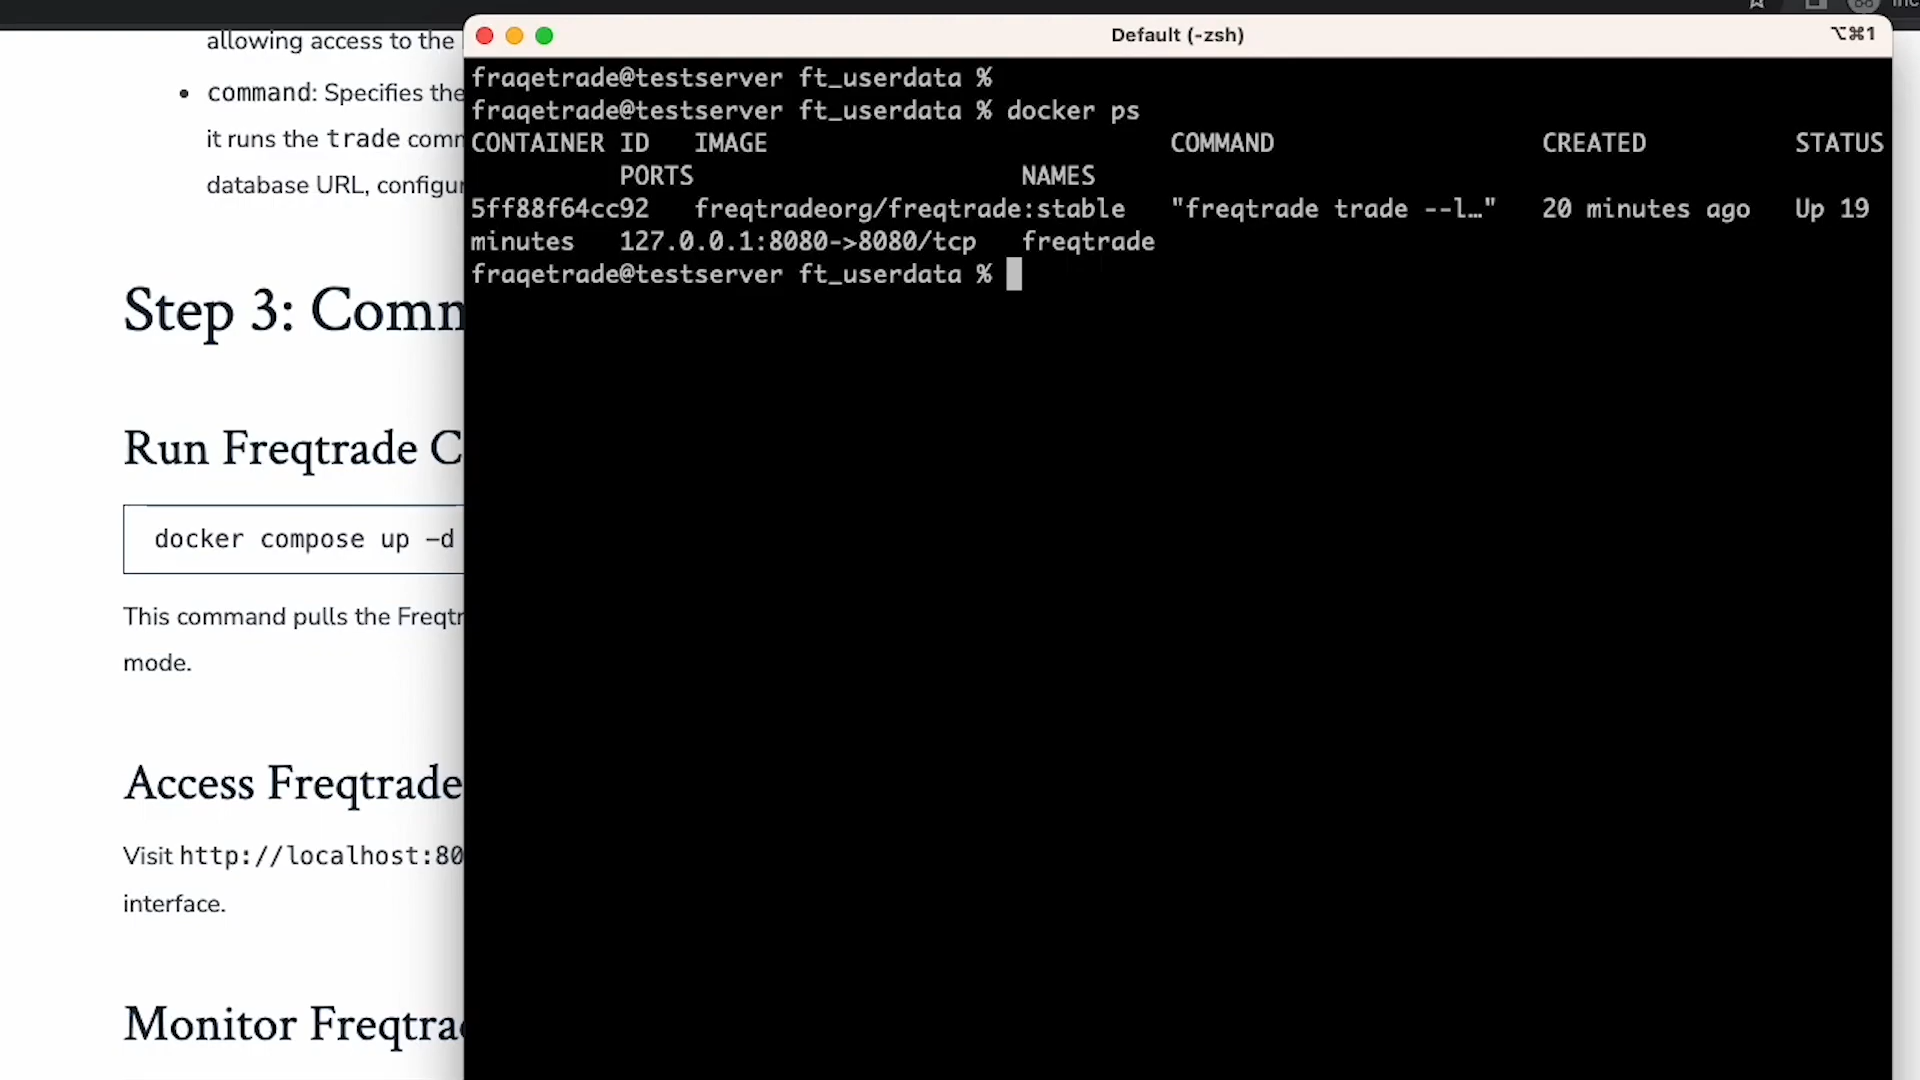 allowing access to the
• command: Specifies the
it runs the trade comm
database URL, configur
Step 3: Comm
Run Freqtrade C
docker compose up -d
This command pulls the Freqtr
mode.
Access Freqtrade
Visit http://localhost:80
interface.
Monitor Freqtra
Default (-zsh)
⌥⌘1
fraqetrade@testserver ft_userdata %
fraqetrade@testserver ft_userdata % docker ps
CONTAINER ID   IMAGE                           COMMAND                  CREATED          STATUS
          PORTS                      NAMES
5ff88f64cc92   freqtradeorg/freqtrade:stable   "freqtrade trade --l…"   20 minutes ago   Up 19
minutes   127.0.0.1:8080->8080/tcp   freqtrade
fraqetrade@testserver ft_userdata %